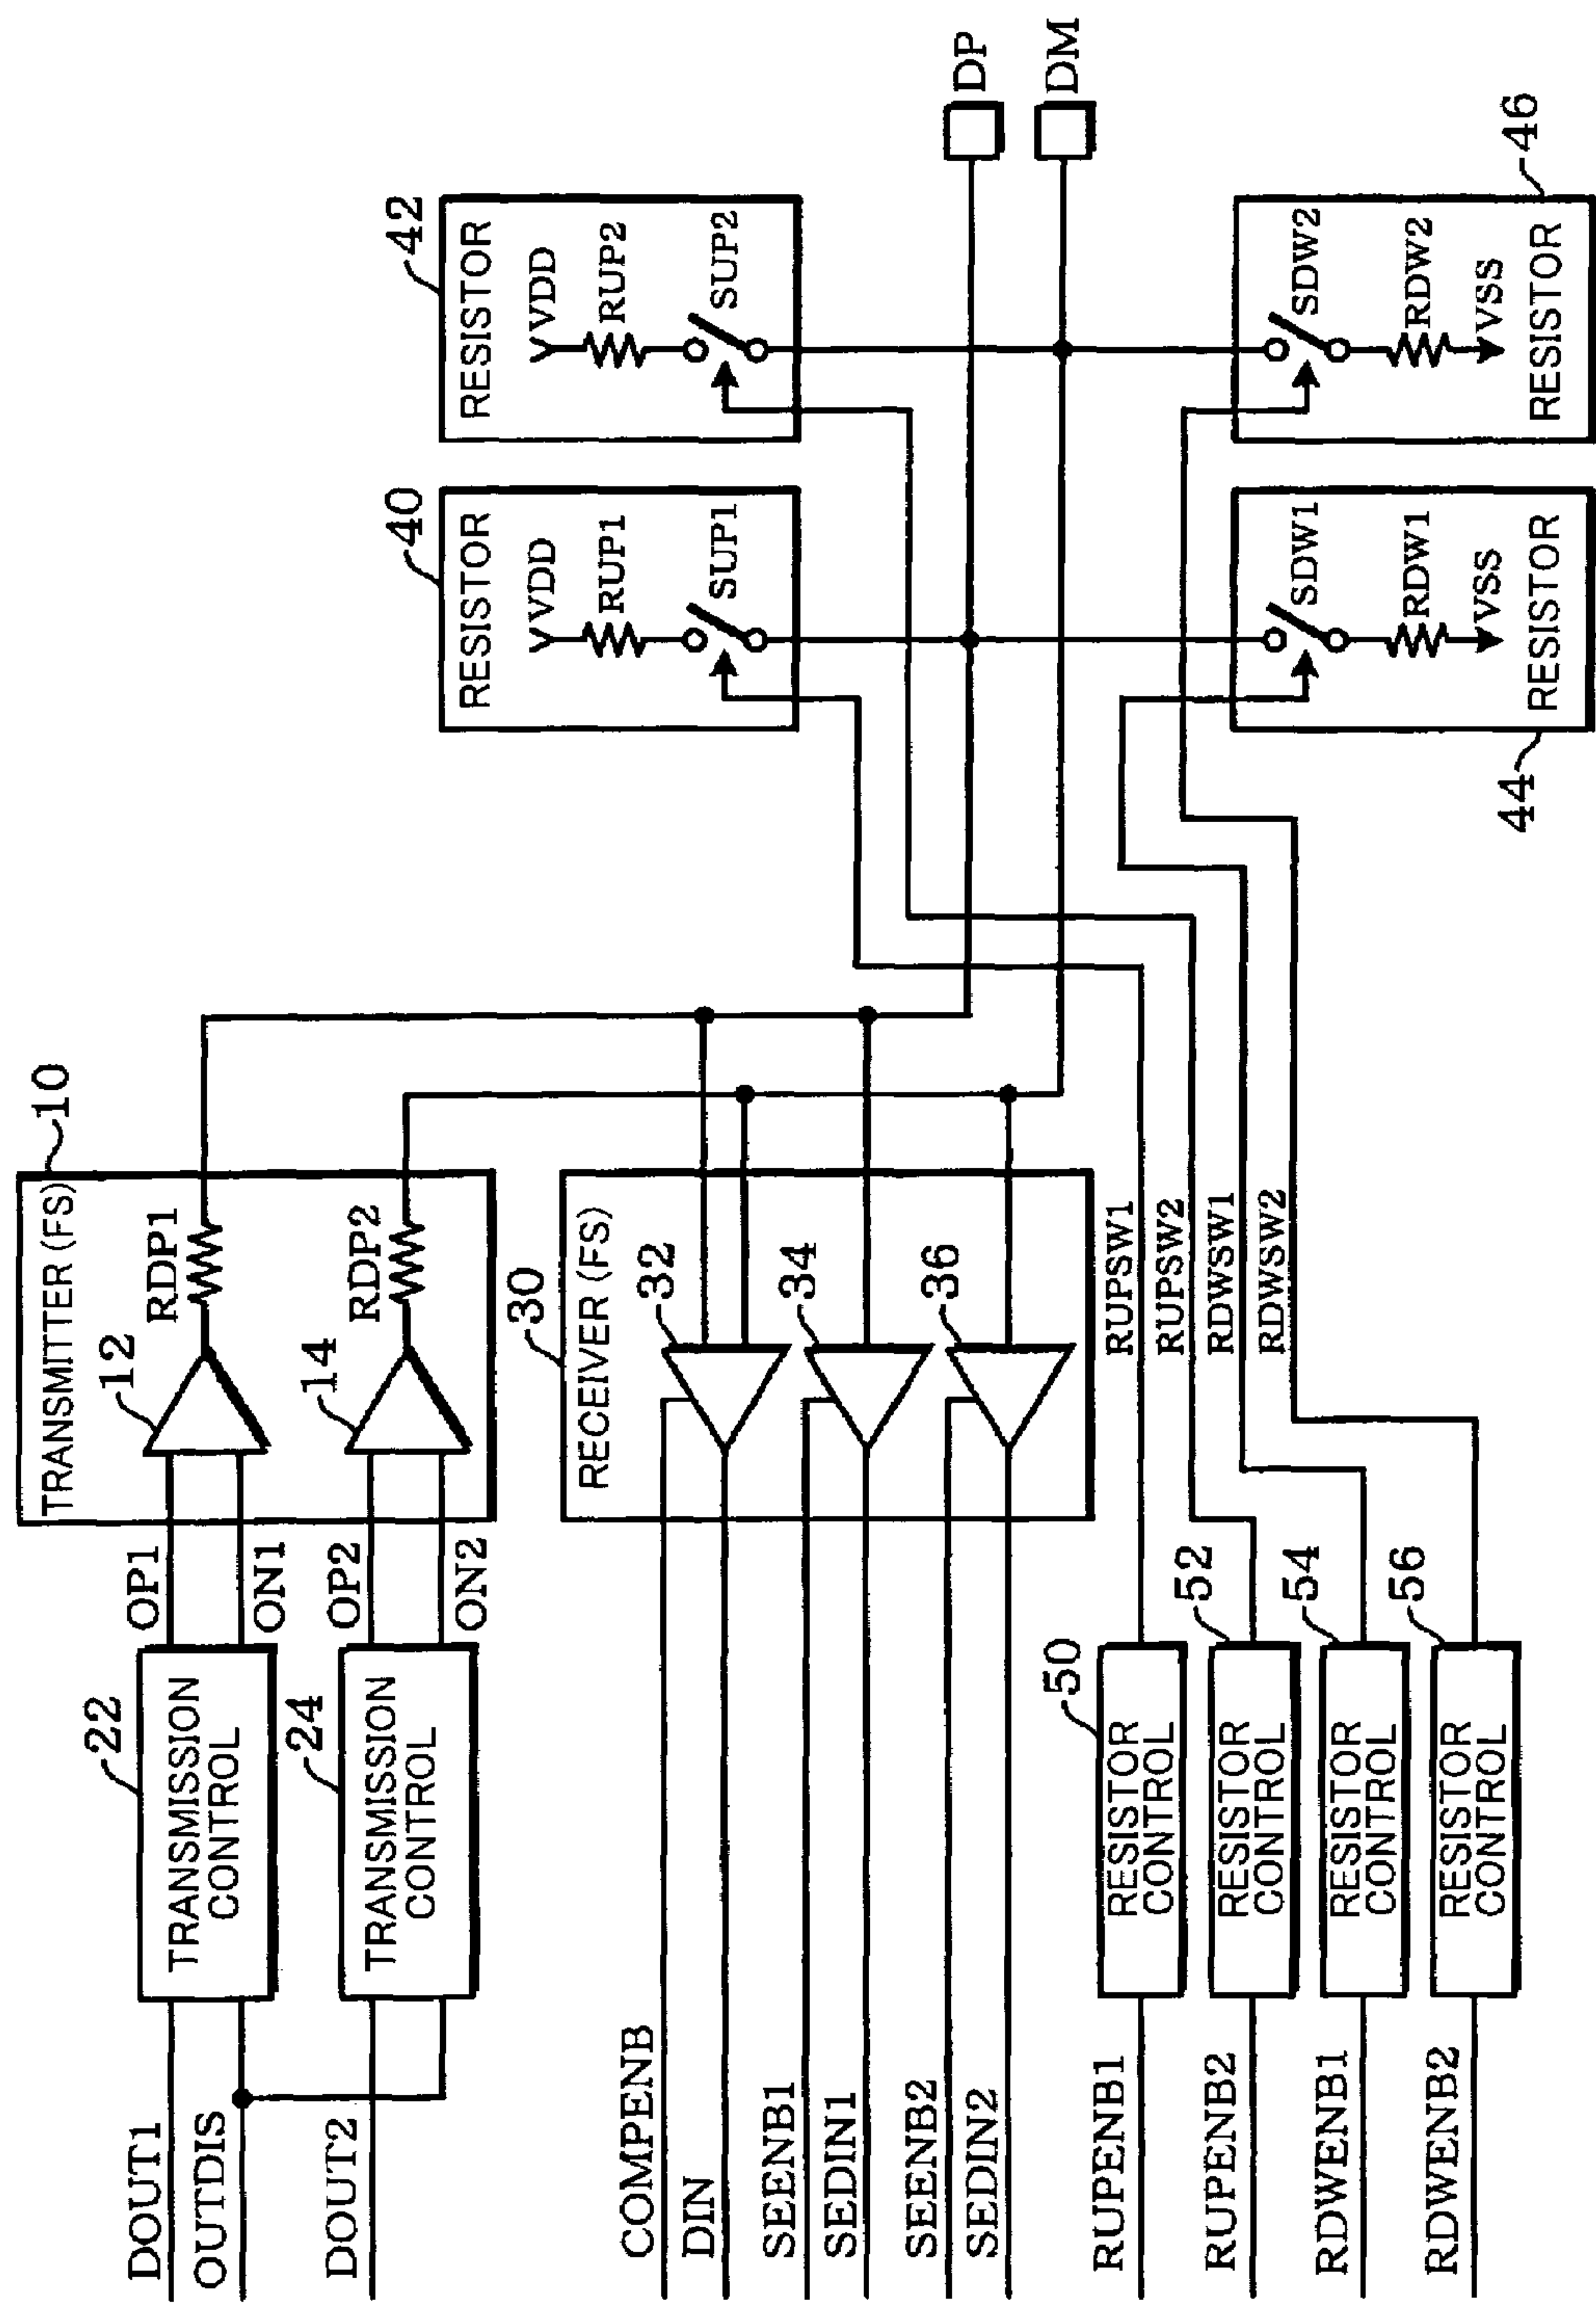 DOUT1
OUTDIS
DOUT2
22
TRANSMISSION
CONTROL
24
TRANSMISSION
CONTROL
OP1
ON1
OP2
ON2
10
TRANSMITTER (FS)
12
RDP1
14
RDP2
30
RECEIVER (FS)
32
34
36
COMPENB
DIN
SEENB1
SEDIN1
SEENB2
SEDIN2
RUPENB1
RUPENB2
RDWENB1
RDWENB2
50
RESISTOR
CONTROL
52
RESISTOR
CONTROL
54
RESISTOR
CONTROL
56
RESISTOR
CONTROL
RUPSW1
RUPSW2
RDWSW1
RDWSW2
40
RESISTOR
VDD
RUP1
SUP1
42
RESISTOR
VDD
RUP2
SUP2
DP
DM
44
SDW1
RDW1
VSS
RESISTOR
46
SDW2
RDW2
VSS
RESISTOR